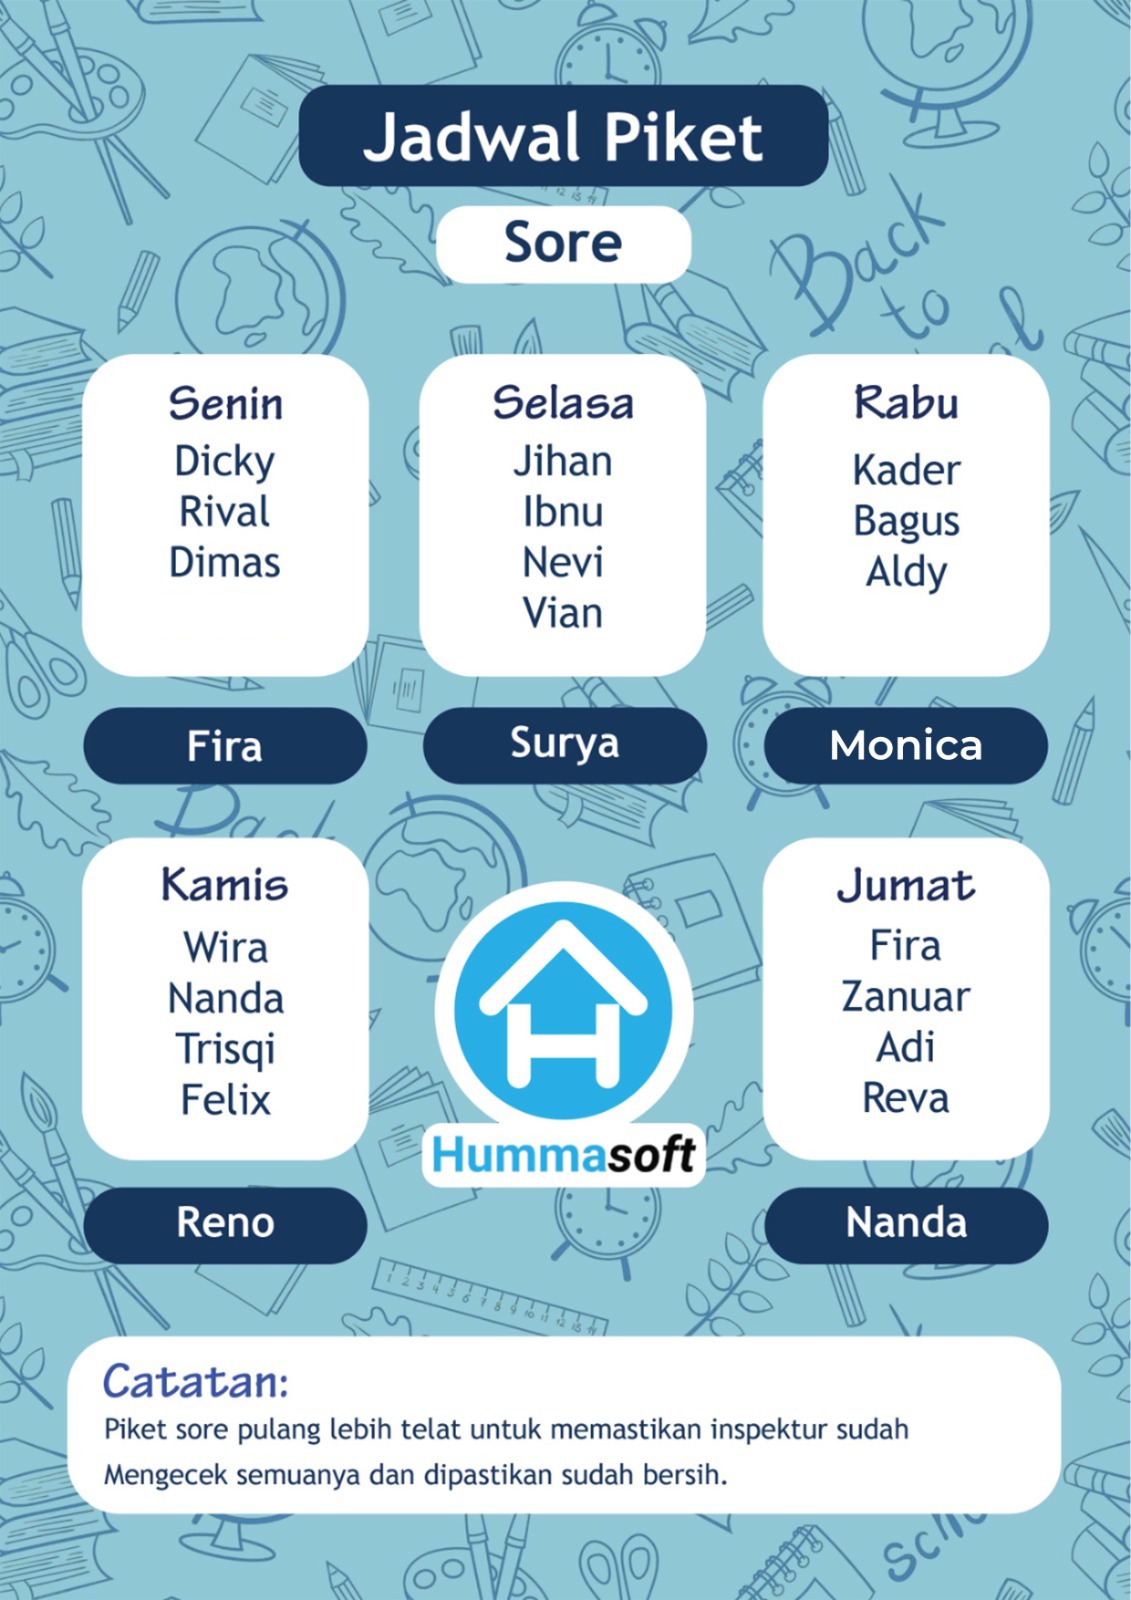 Jadwal Piket
Sore
Back
to
Senin
Dicky
Rival
Dimas
Fira
Selasa
Jihan
Ibnu
Nevi
Vian
Surya
Rabu
Kader
Bagus
Aldy
Monica
Kamis
Wira
Nanda
Trisqi
Felix
Reno
Hummasoft
Jumat
Fira
Zanuar
Adi
Reva
Nanda
Catatan:
Piket sore pulang lebih telat untuk memastikan inspektur sudah
Mengecek semuanya dan dipastikan sudah bersih.